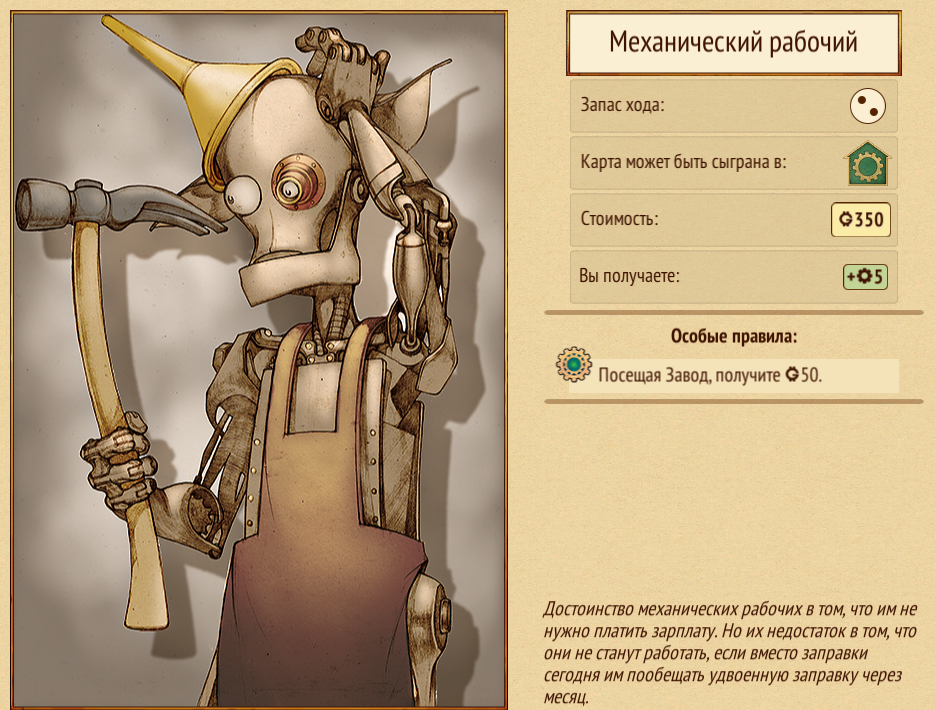 Механический рабочий
Запас хода:
Карта может быть сыграна в:
Стоимость:
350
Вы получаете:
+5
Особые правила:
Посещая Завод, получите 50.
Достоинство механических рабочих в том, что им не
нужно платить зарплату. Но их недостаток в том, что
они не станут работать, если вместо заправки
сегодня им пообещать удвоенную заправку через
месяц.